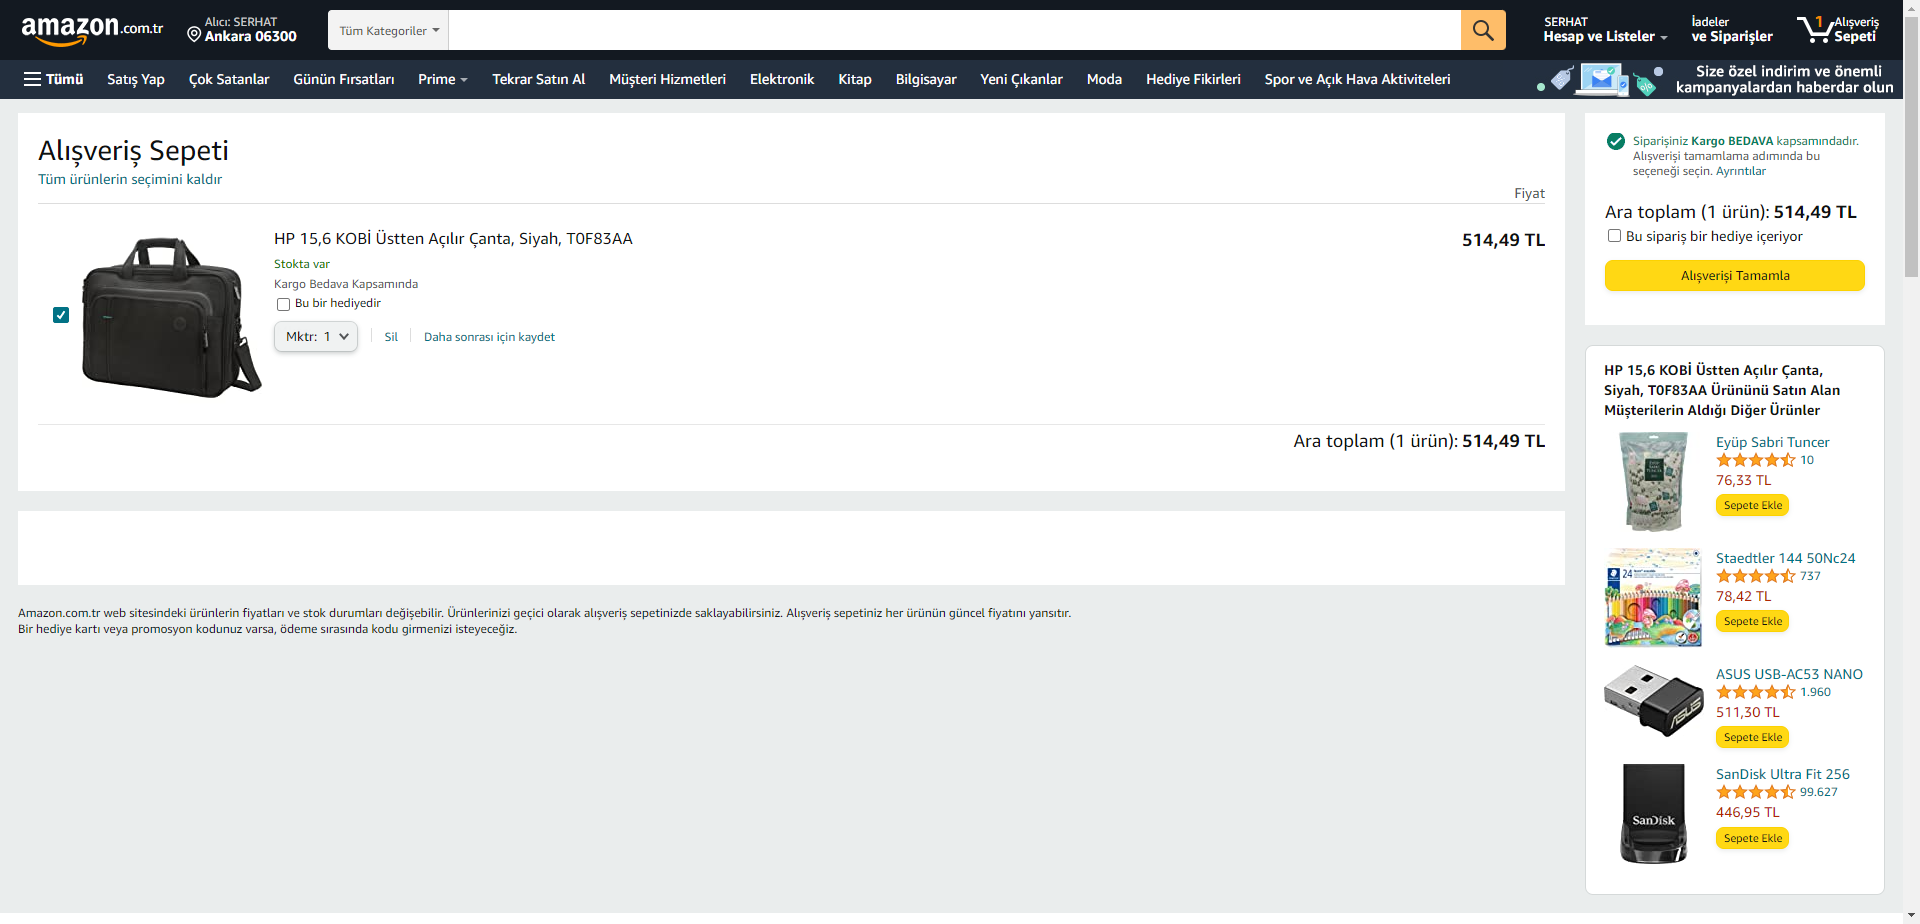 amazon.com.tr
Alıcı: SERHAT
Ankara 06300
Tüm Kategoriler
SERHAT
Hesap ve Listeler
İadeler
ve Siparişler
1
Alışveriş
Sepeti
Tümü
Satış Yap
Çok Satanlar
Günün Fırsatları
Prime
Tekrar Satın Al
Müşteri Hizmetleri
Elektronik
Kitap
Bilgisayar
Yeni Çıkanlar
Moda
Hediye Fikirleri
Spor ve Açık Hava Aktiviteleri
Size özel indirim ve önemli
kampanyalardan haberdar olun
Alışveriş Sepeti
Tüm ürünlerin seçimini kaldır
Fiyat
HP 15,6 KOBİ Üstten Açılır Çanta, Siyah, T0F83AA
514,49 TL
Stokta var
Kargo Bedava Kapsamında
Bu bir hediyedir
Mktr: 1
Sil
Daha sonrası için kaydet
Ara toplam (1 ürün): 514,49 TL
Amazon.com.tr web sitesindeki ürünlerin fiyatları ve stok durumları değişebilir. Ürünlerinizi geçici olarak alışveriş sepetinizde saklayabilirsiniz. Alışveriş sepetiniz her ürünün güncel fiyatını yansıtır.
Bir hediye kartı veya promosyon kodunuz varsa, ödeme sırasında kodu girmenizi isteyeceğiz.
Siparişiniz Kargo BEDAVA kapsamındadır.
Alışverişi tamamlama adımında bu
seçeneği seçin. Ayrıntılar
Ara toplam (1 ürün): 514,49 TL
Bu sipariş bir hediye içeriyor
Alışverişi Tamamla
HP 15,6 KOBİ Üstten Açılır Çanta,
Siyah, T0F83AA Ürününü Satın Alan
Müşterilerin Aldığı Diğer Ürünler
EYÜP
SABRİ
TUNCER
Eyüp Sabri Tuncer
10
76,33 TL
Sepete Ekle
24
Staedtler 144 50Nc24
737
78,42 TL
Sepete Ekle
ASUS
ASUS USB-AC53 NANO
1.960
511,30 TL
Sepete Ekle
SanDisk
SanDisk Ultra Fit 256
99.627
446,95 TL
Sepete Ekle